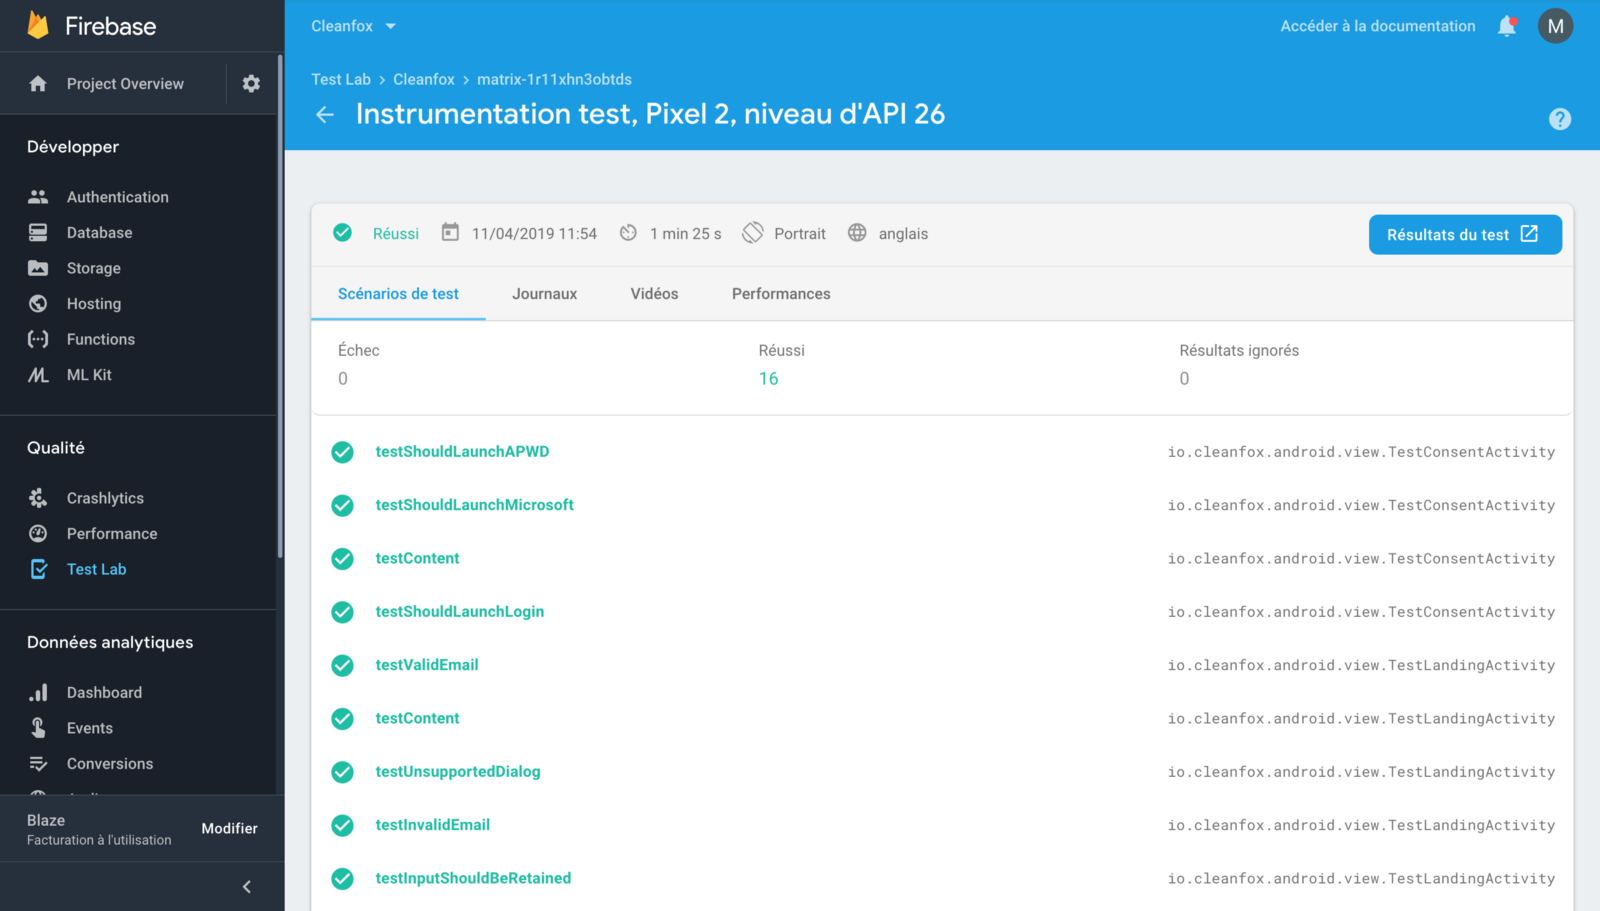 Firebase
Project Overview
Développer
Authentication
Database
Storage
Hosting
Functions
ML Kit
Qualité
Crashlytics
Performance
Test Lab
Données analytiques
Dashboard
Events
Conversions
Blaze
Facturation à l'utilisation
Modifier
Cleanfox
Accéder à la documentation
M
Test Lab > Cleanfox > matrix-1r11xhn3obtds
Instrumentation test, Pixel 2, niveau d'API 26
Réussi 11/04/2019 11:54 1 min 25 s Portrait anglais
Résultats du test
Scénarios de test Journaux Vidéos Performances
Échec Réussi Résultats ignorés
0 16 0
testShouldLaunchAPWD io.cleanfox.android.view.TestConsentActivity
testShouldLaunchMicrosoft io.cleanfox.android.view.TestConsentActivity
testContent io.cleanfox.android.view.TestConsentActivity
testShouldLaunchLogin io.cleanfox.android.view.TestConsentActivity
testValidEmail io.cleanfox.android.view.TestLandingActivity
testContent io.cleanfox.android.view.TestLandingActivity
testUnsupportedDialog io.cleanfox.android.view.TestLandingActivity
testInvalidEmail io.cleanfox.android.view.TestLandingActivity
testInputShouldBeRetained io.cleanfox.android.view.TestLandingActivity